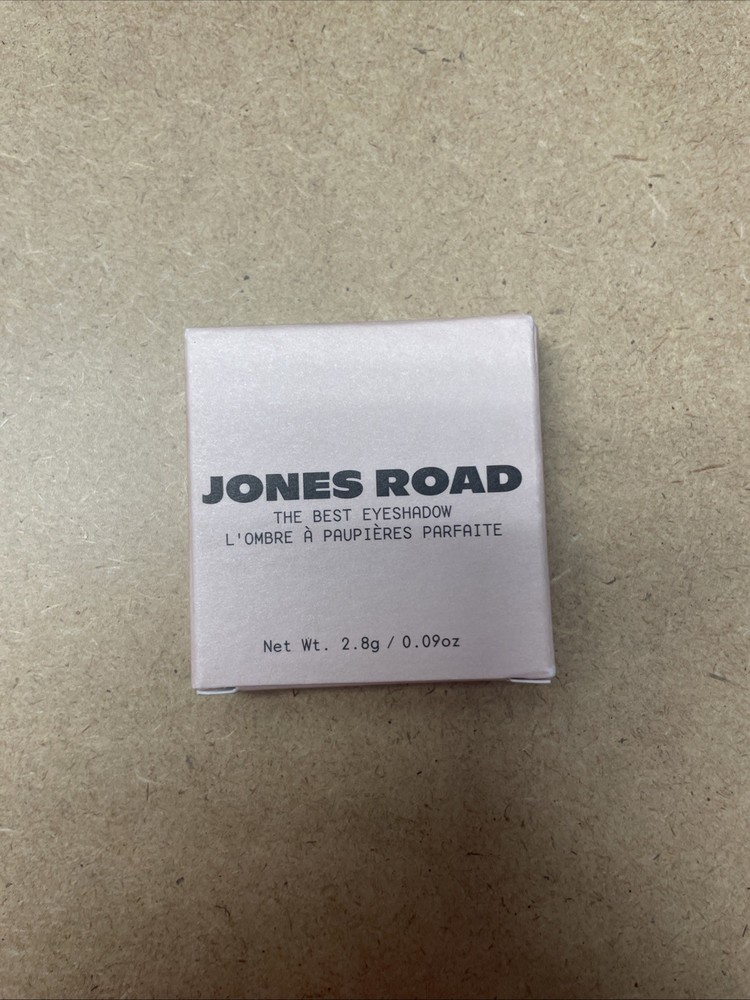 JONES ROAD
THE BEST EYESHADOW
L'OMBRE À PAUPIÈRES PARFAITE
Net Wt. 2.8g / 0.09oz